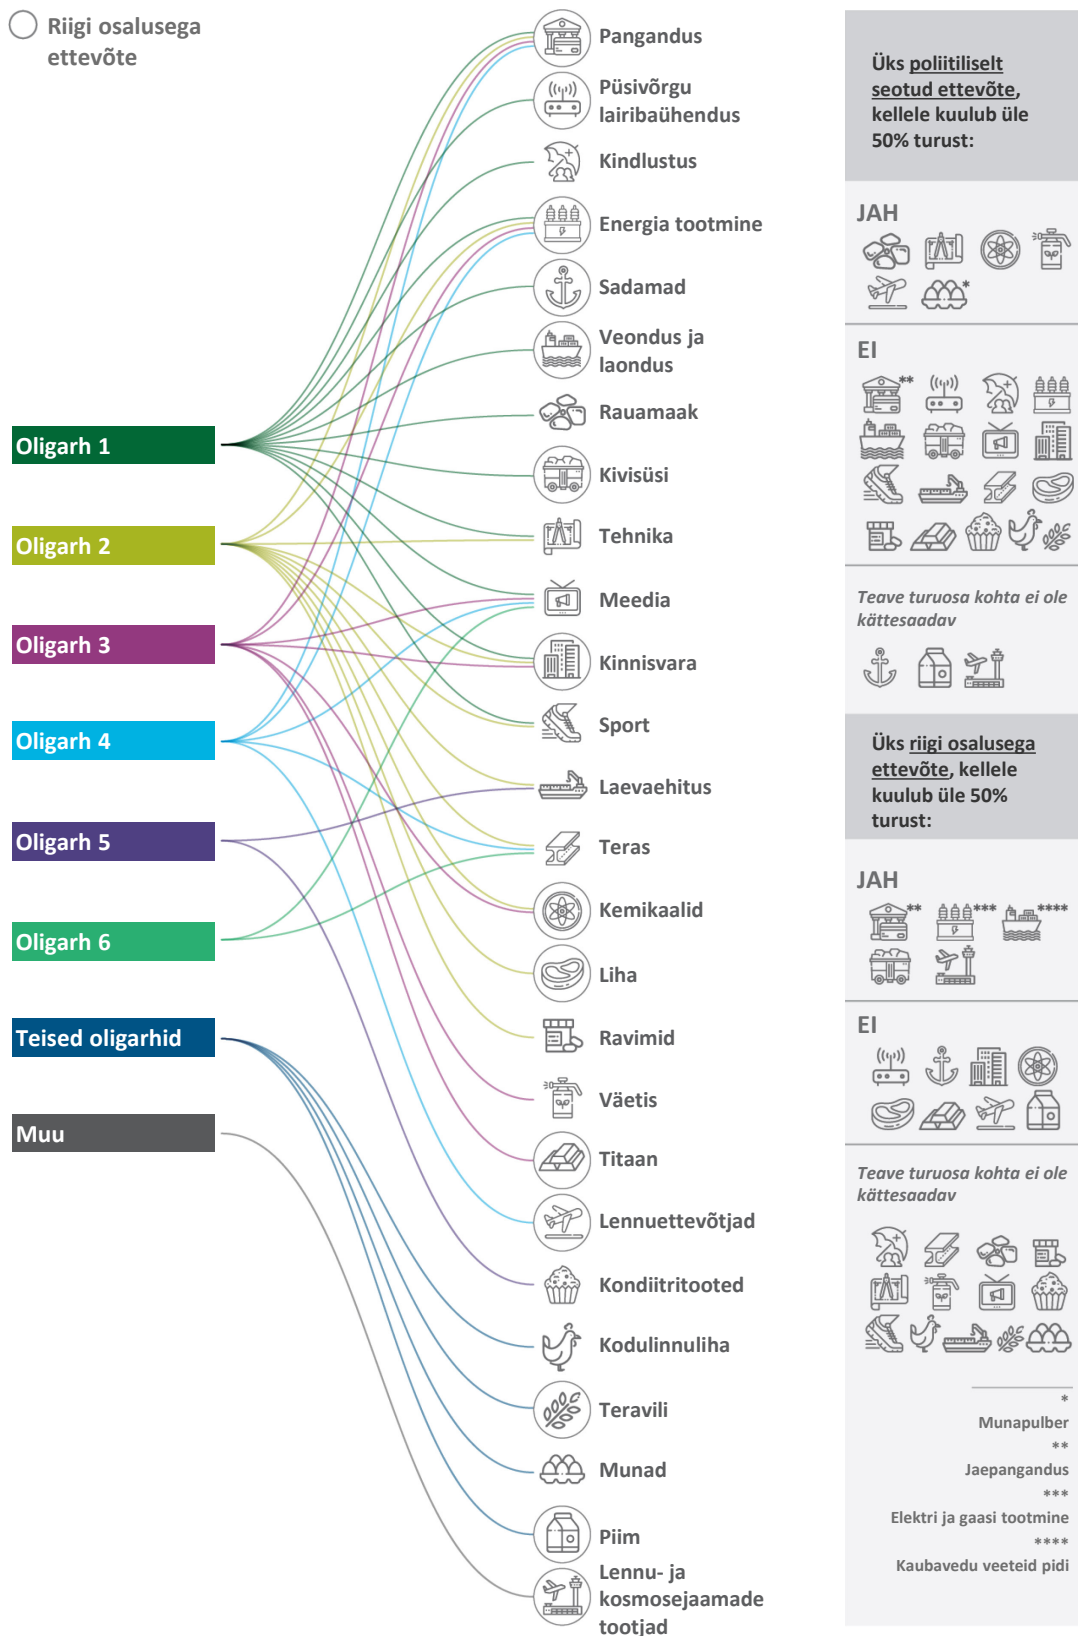 Riigi osalusega
ettevõte
Oligarh 1
Oligarh 2
Oligarh 3
Oligarh 4
Oligarh 5
Oligarh 6
Teised oligarhid
Muu
Pangandus
Püsivõrgu
lairibaühendus
Kindlustus
Energia tootmine
Sadamad
Veondus ja
laondus
Rauamaak
Kivisüsi
Tehnika
Meedia
Kinnisvara
Sport
Laevaehitus
Teras
Kemikaalid
Liha
Ravimid
Väetis
Titaan
Lennuettevõtjad
Kondiitritooted
Kodulinnuliha
Teravili
Munad
Piim
Lennu- ja
kosmosejaamade
tootjad
Üks poliitiliselt
seotud ettevõte,
kellele kuulub üle
50% turust:
JAH
*
EI
**
Teave turuosa kohta ei ole
kättesaadav
Üks riigi osalusega
ettevõte, kellele
kuulub üle 50%
turust:
JAH
** *** ****
EI
Teave turuosa kohta ei ole
kättesaadav
*
Munapulber
**
Jaepangandus
***
Elektri ja gaasi tootmine
****
Kaubavedu veeteid pidi